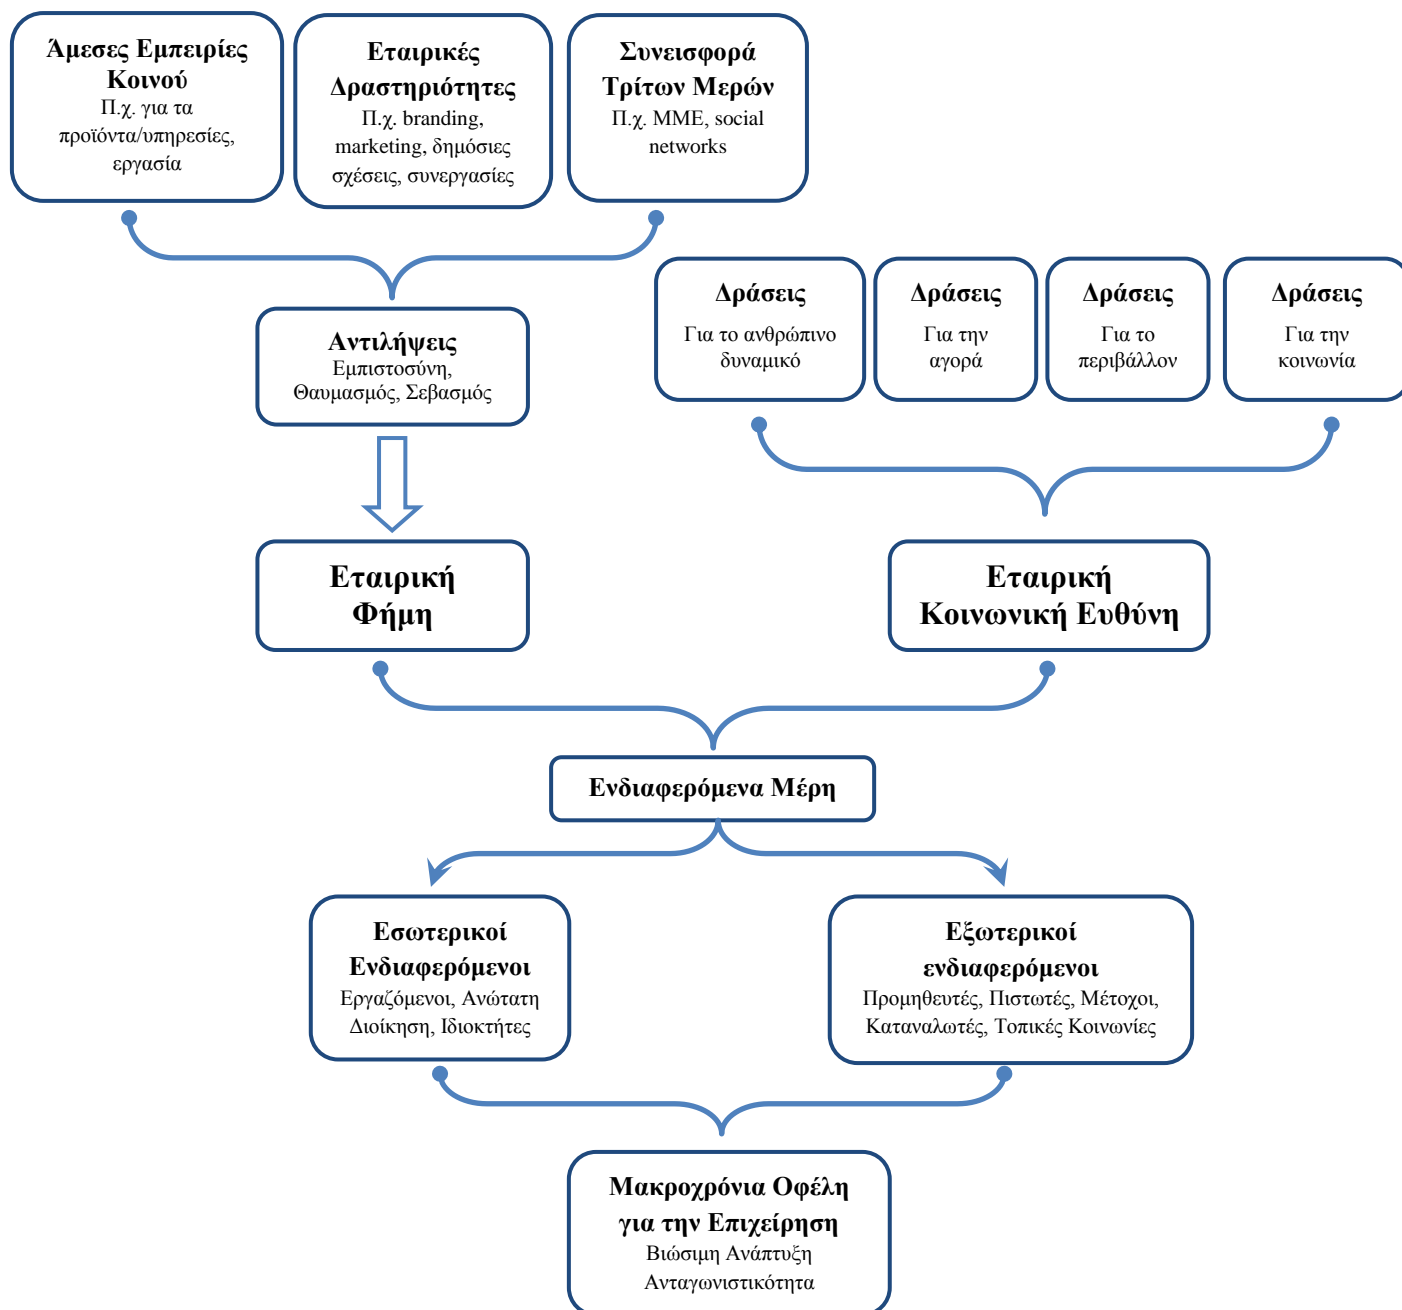 Άμεσες Εμπειρίες
Κοινού
Π.χ. για τα
προϊόντα/υπηρεσίες,
εργασία
Εταιρικές
Δραστηριότητες
Π.χ. branding,
marketing, δημόσιες
σχέσεις, συνεργασίες
Συνεισφορά
Τρίτων Μερών
Π.χ. ΜΜΕ, social
networks
Αντιλήψεις
Εμπιστοσύνη,
Θαυμασμός, Σεβασμός
Δράσεις
Για το ανθρώπινο
δυναμικό
Δράσεις
Για την
αγορά
Δράσεις
Για το
περιβάλλον
Δράσεις
Για την
κοινωνία
Εταιρική
Φήμη
Εταιρική
Κοινωνική Ευθύνη
Ενδιαφερόμενα Μέρη
Εσωτερικοί
Ενδιαφερόμενοι
Εργαζόμενοι, Ανώτατη
Διοίκηση, Ιδιοκτήτες
Εξωτερικοί
ενδιαφερόμενοι
Προμηθευτές, Πιστωτές, Μέτοχοι,
Καταναλωτές, Τοπικές Κοινωνίες
Μακροχρόνια Οφέλη
για την Επιχείρηση
Βιώσιμη Ανάπτυξη
Ανταγωνιστικότητα